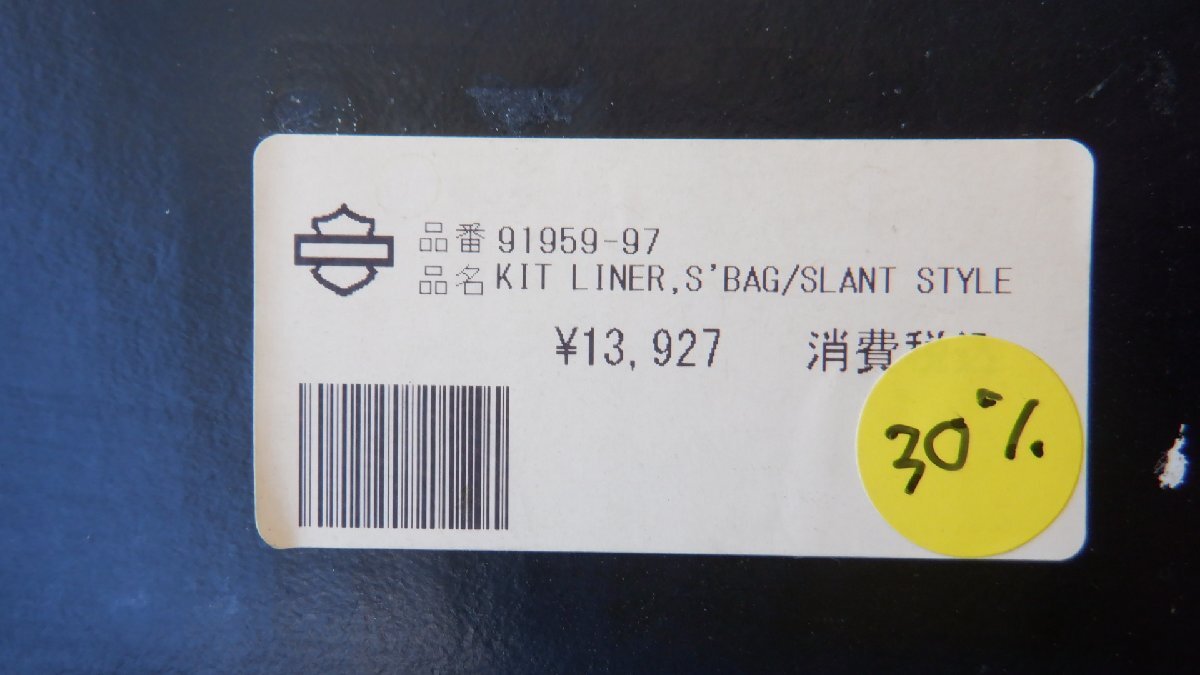 品番 91959-97
品名 KIT LINER,S'BAG/SLANT STYLE
¥13,927 消費
30%